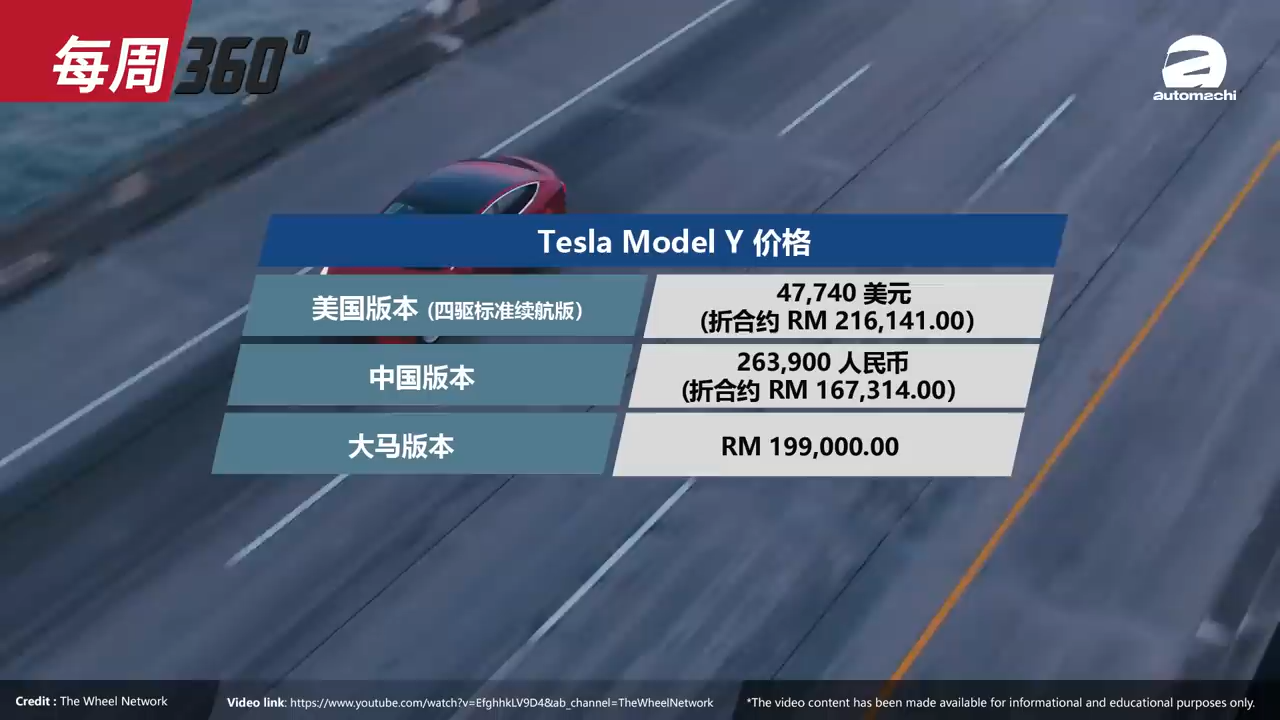 每周360⁰
automachi
Tesla Model Y 价格
美国版本 (四驱标准续航版)
47,740 美元
(折合约 RM 216,141.00)
中国版本
263,900 人民币
(折合约 RM 167,314.00)
大马版本
RM 199,000.00
Credit : The Wheel Network
Video link: https://www.youtube.com/watch?v=EfghhkLV9D4&ab_channel=TheWheelNetwork
*The video content has been made available for informational and educational purposes only.